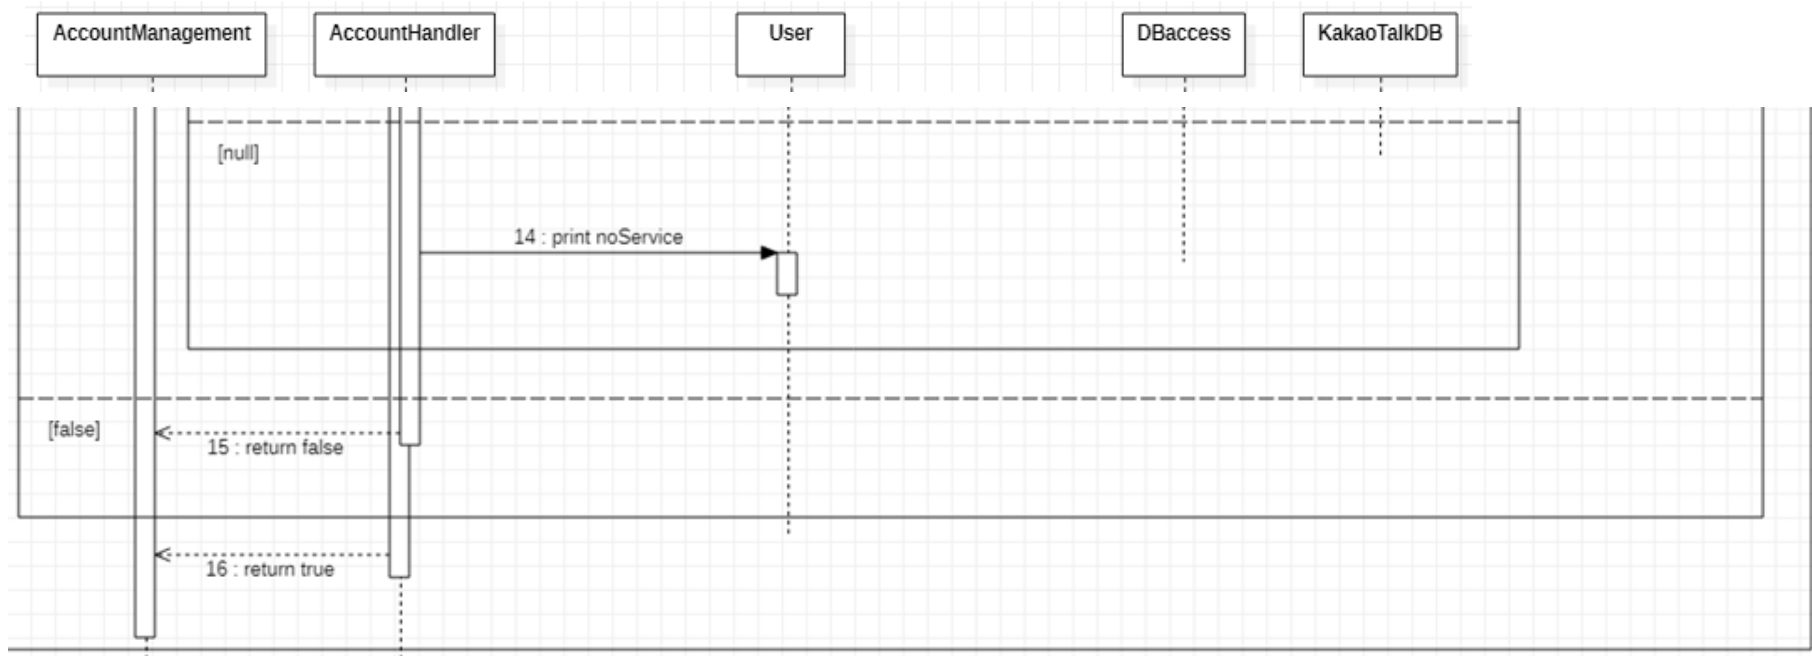 AccountManagement
AccountHandler
User
DBaccess
KakaoTalkDB
[null]
14 : print noService
[false]
15 : return false
16 : return true